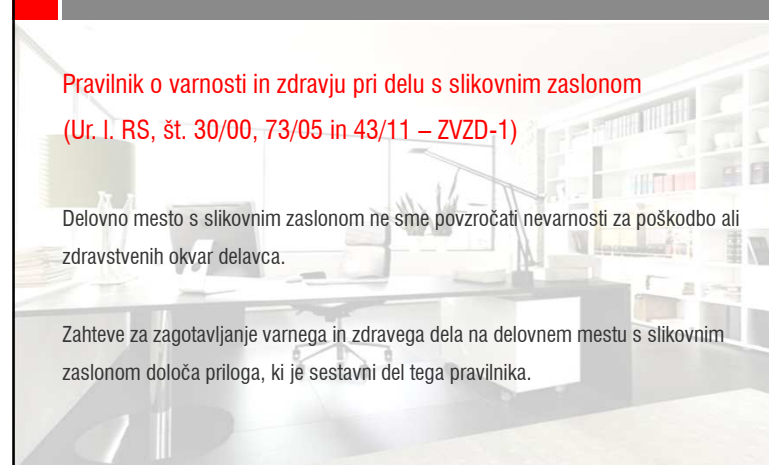 Pravilnik o varnosti in zdravju pri delu s slikovnim zaslonom
(Ur. l. RS, št. 30/00, 73/05 in 43/11 – ZVZD-1)
Delovno mesto s slikovnim zaslonom ne sme povzročati nevarnosti za poškodbo ali
zdravstvenih okvar delavca.
Zahteve za zagotavljanje varnega in zdravega dela na delovnem mestu s slikovnim
zaslonom določa priloga, ki je sestavni del tega pravilnika.